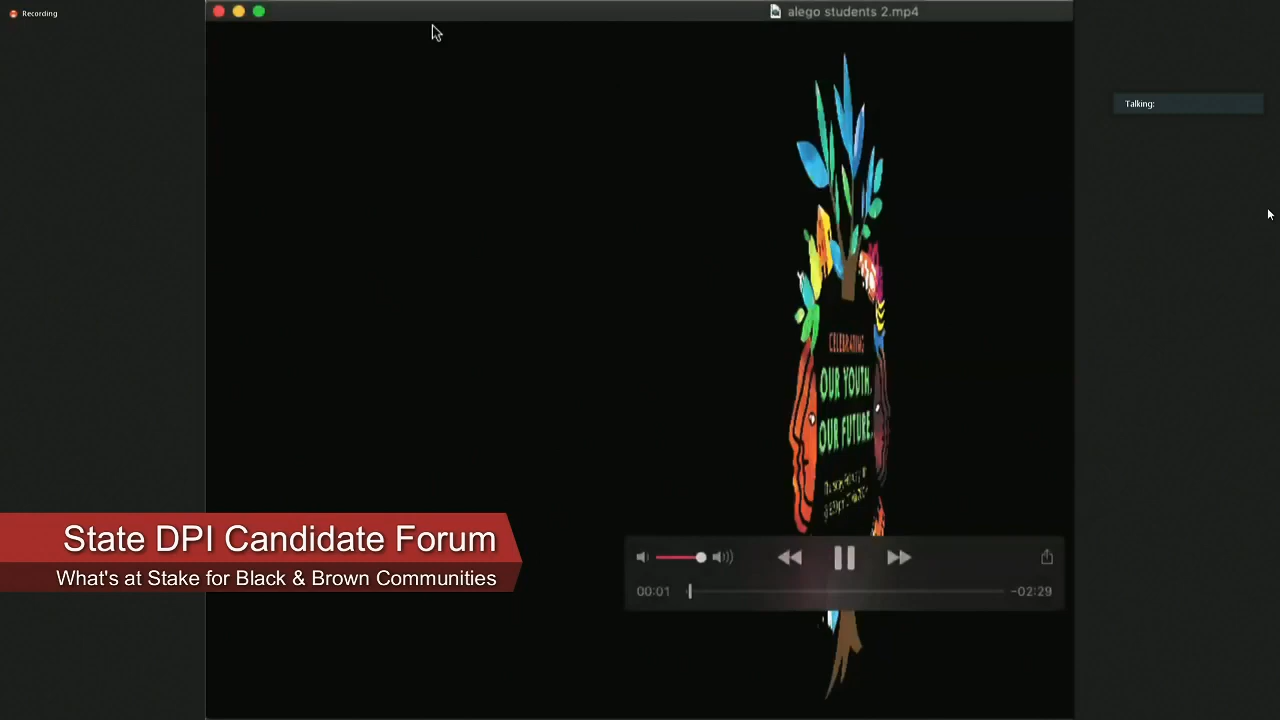 Recording
alego students 2.mp4
Talking:
CELEBRATING
OUR YOUTH,
OUR FUTURE.
State DPI Candidate Forum
What's at Stake for Black & Brown Communities
00:01
-02:29